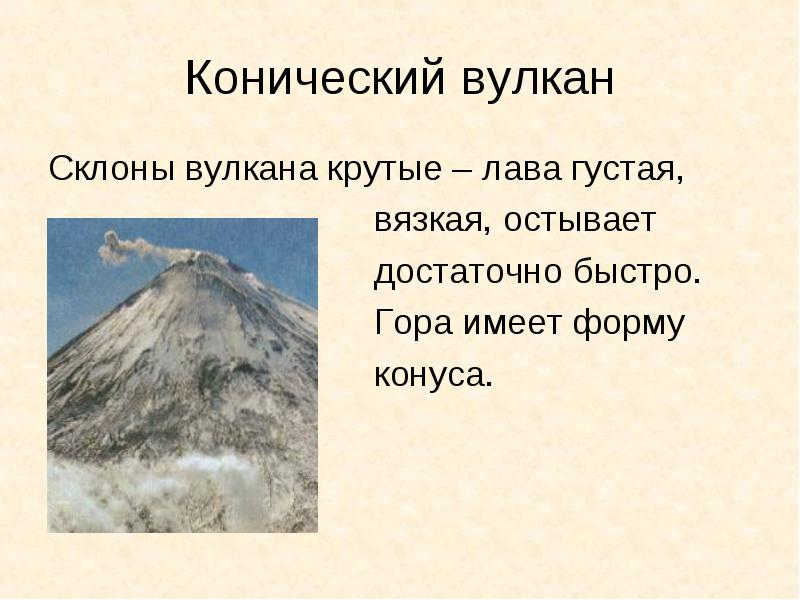 Конический вулкан
Склоны вулкана крутые – лава густая,
вязкая, остывает
достаточно быстро.
Гора имеет форму
конуса.